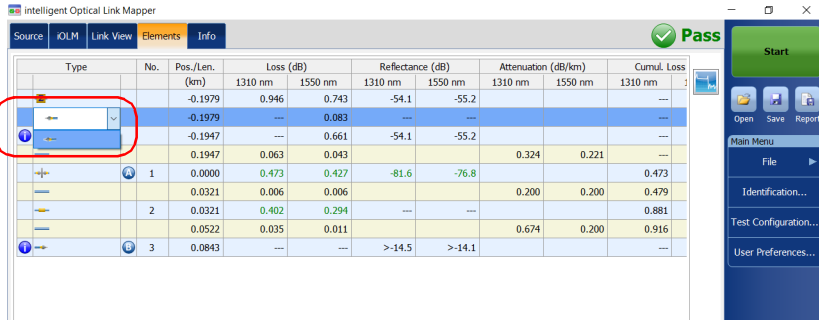 intelligent Optical Link Mapper
Source iOLM Link View Elements Info Pass
Type No. Pos./Len. Loss (dB) Reflectance (dB) Attenuation (dB/km) Cumul. Loss
(km) 1310 nm 1550 nm 1310 nm 1550 nm 1310 nm 1550 nm 1310 nm
-0.1979 0.946 0.743 -54.1 -55.2 ---
-0.1979 --- 0.083 --- --- ---
-0.1947 --- 0.661 -54.1 -55.2 ---
0.1947 0.063 0.043 0.324 0.221 ---
A 1 0.0000 0.473 0.427 -81.6 -76.8 0.473
0.0321 0.006 0.006 0.200 0.200 0.479
2 0.0321 0.402 0.294 --- --- 0.881
0.0522 0.035 0.011 0.674 0.200 0.916
B 3 0.0843 --- --- >-14.5 >-14.1 ---
Start
Open Save Report
Main Menu
File
Identification...
Test Configuration...
User Preferences...